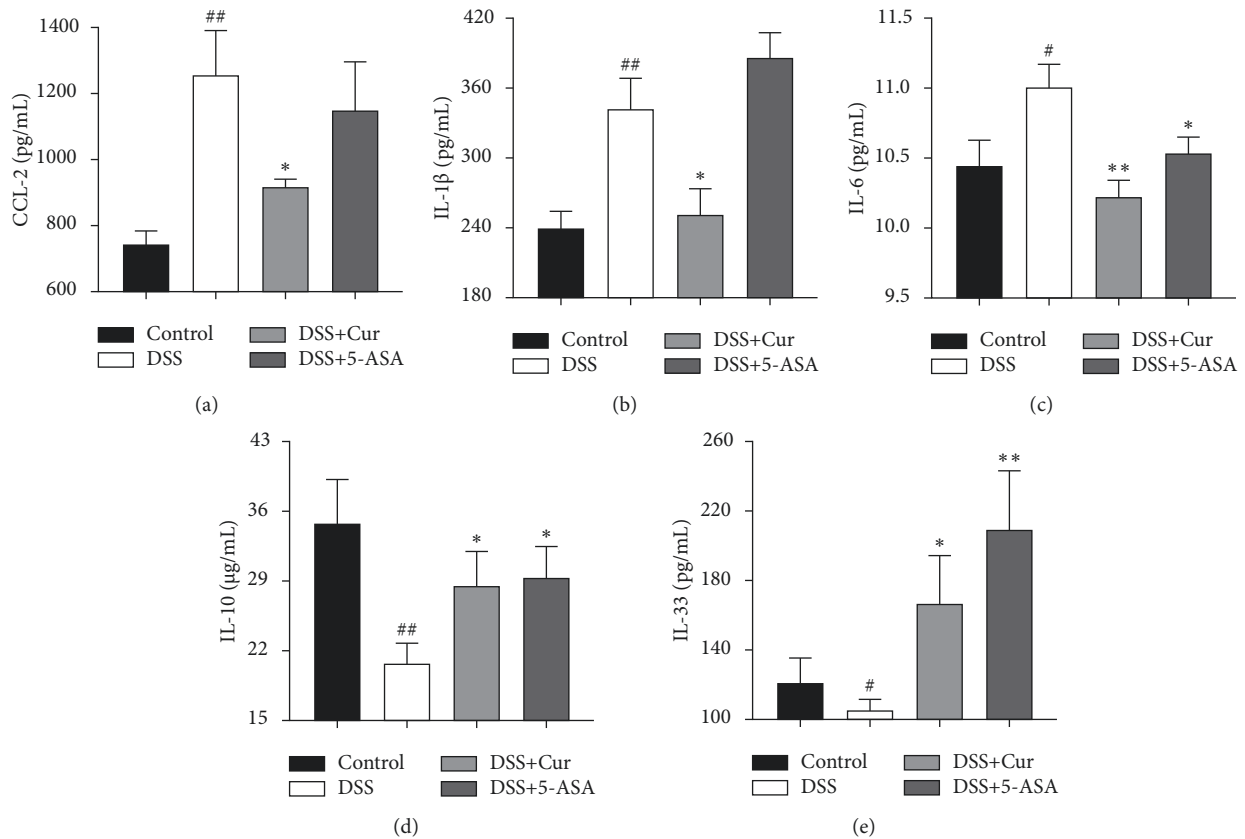 CCL-2 (pg/mL)
1400
1200
1000
800
600
##
*
Control
DSS+Cur
DSS
DSS+5-ASA
(a)
IL-1β (pg/mL)
420
360
300
240
180
##
*
Control
DSS+Cur
DSS
DSS+5-ASA
(b)
IL-6 (pg/mL)
11.5
11.0
10.5
10.0
9.5
#
**
*
Control
DSS+Cur
DSS
DSS+5-ASA
(c)
IL-10 (μg/mL)
43
36
29
22
15
##
*
*
Control
DSS+Cur
DSS
DSS+5-ASA
(d)
IL-33 (pg/mL)
260
220
180
140
100
#
*
**
Control
DSS+Cur
DSS
DSS+5-ASA
(e)